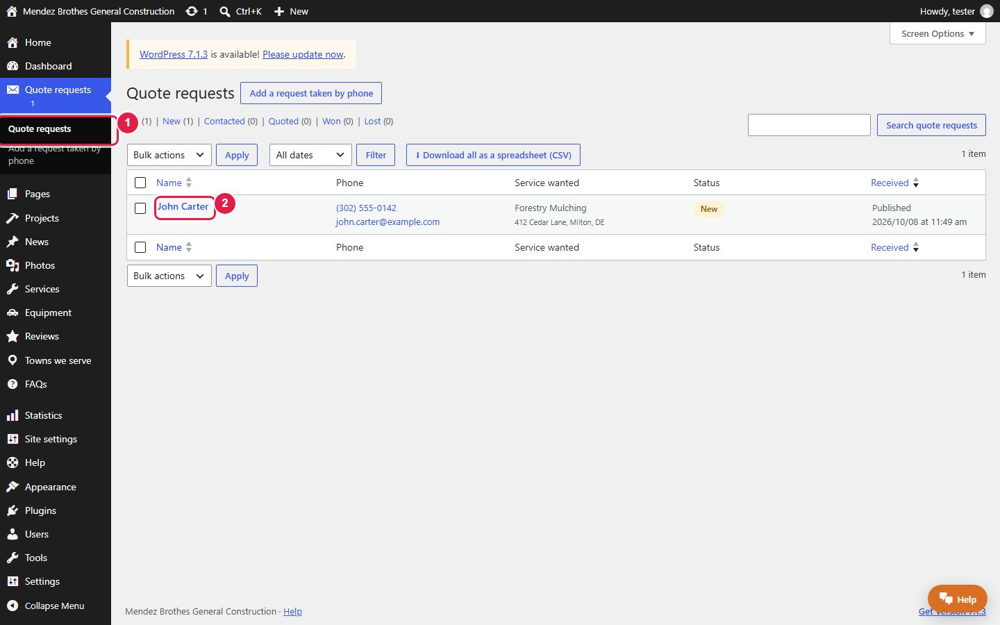 Mendez Brothes General Construction
1
Ctrl+K
New
Howdy, tester
Home
Dashboard
Quote requests
1
Quote requests
Add a request taken by
phone
Pages
Projects
News
Photos
Services
Equipment
Reviews
Towns we serve
FAQs
Statistics
Site settings
Help
Appearance
Plugins
Users
Tools
Settings
Collapse Menu
Screen Options
WordPress 7.1.3 is available! Please update now.
Quote requests
Add a request taken by phone
1
(1) | New (1) | Contacted (0) | Quoted (0) | Won (0) | Lost (0)
Search quote requests
Bulk actions
Apply
All dates
Filter
Download all as a spreadsheet (CSV)
1 item
Name Phone Service wanted Status Received
John Carter
2
(302) 555-0142
john.carter@example.com
Forestry Mulching
412 Cedar Lane, Milton, DE
New
Published
2026/10/08 at 11:49 am
Name Phone Service wanted Status Received
Bulk actions
Apply
1 item
Mendez Brothes General Construction · Help
Help
Get Version 7.1.3